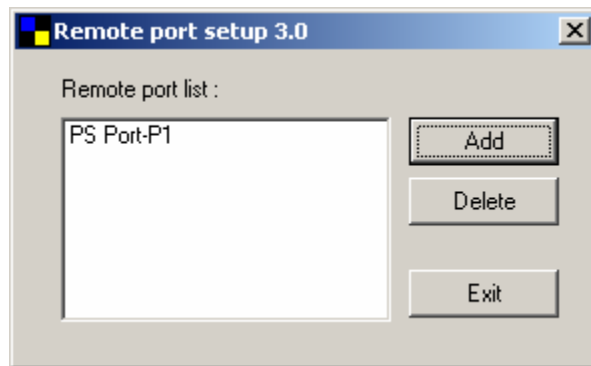 Remote port setup 3.0
Remote port list :
PS Port-P1
Add
Delete
Exit